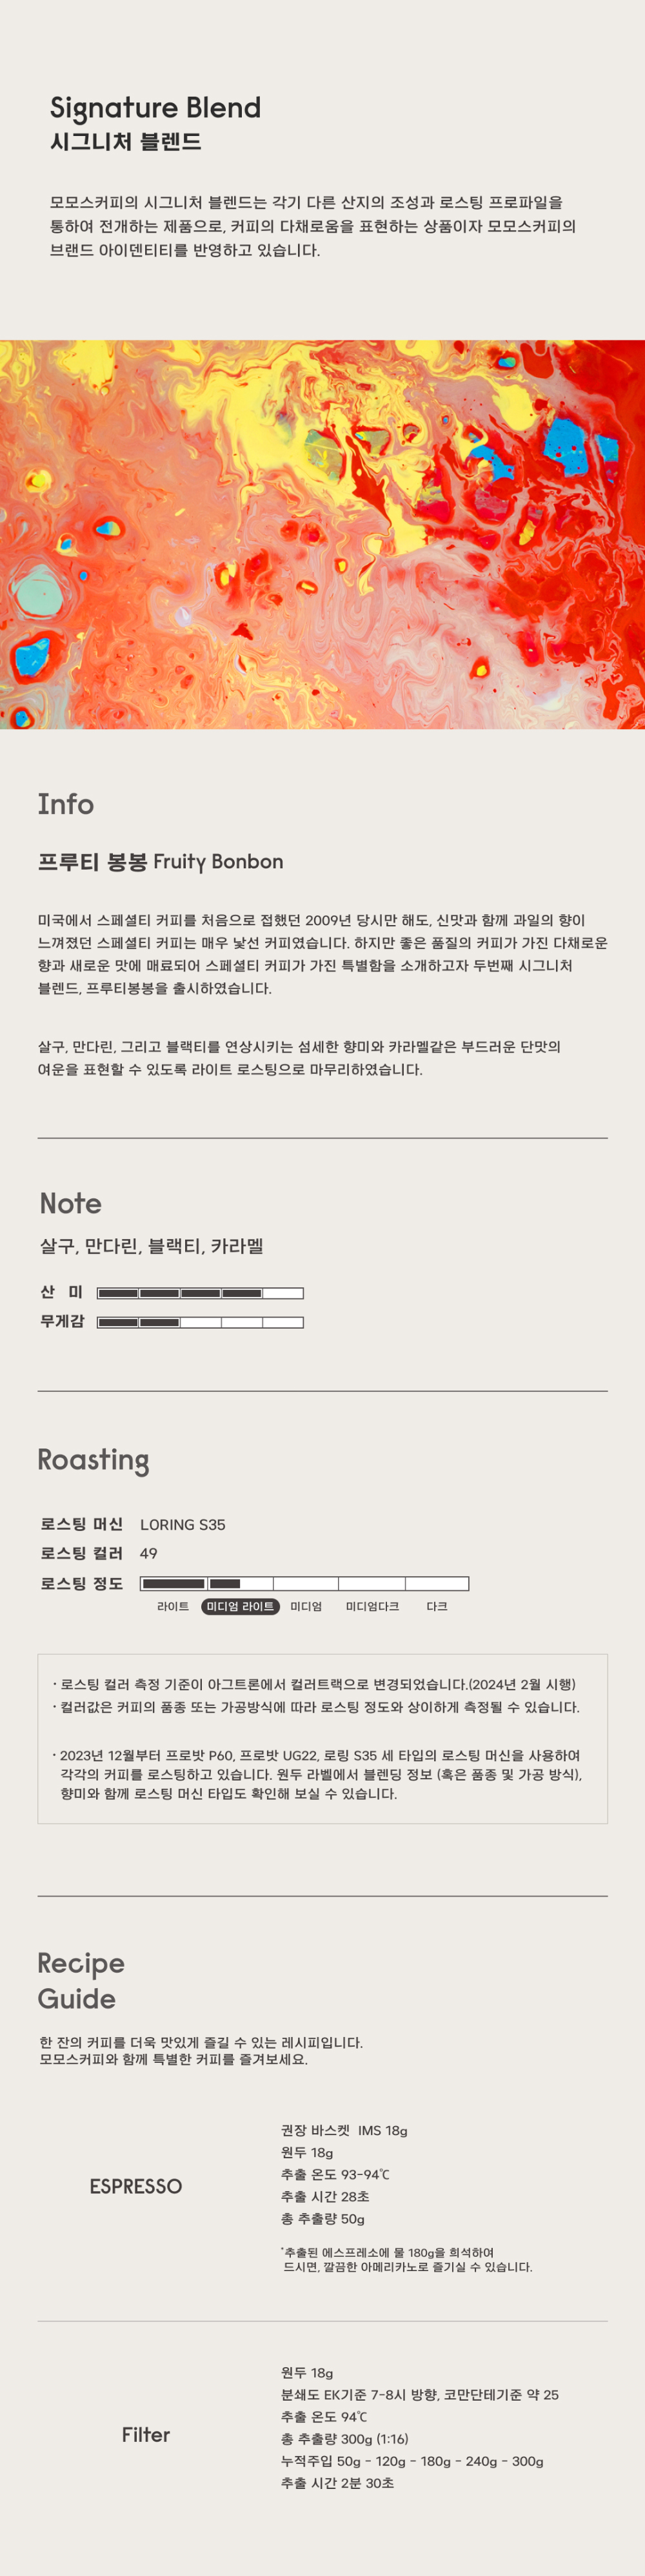 Signature Blend
시그니처 블렌드
모모스커피의 시그니처 블렌드는 각기 다른 산지의 조성과 로스팅 프로파일을
통하여 전개하는 제품으로, 커피의 다채로움을 표현하는 상품이자 모모스커피의
브랜드 아이덴티티를 반영하고 있습니다.
Info
프루티 봉봉 Fruity Bonbon
미국에서 스페셜티 커피를 처음으로 접했던 2009년 당시만 해도, 신맛과 함께 과일의 향이
느껴졌던 스페셜티 커피는 매우 낯선 커피였습니다. 하지만 좋은 품질의 커피가 가진 다채로운
향과 새로운 맛에 매료되어 스페셜티 커피가 가진 특별함을 소개하고자 두번째 시그니처
블렌드, 프루티봉봉을 출시하였습니다.
살구, 만다린, 그리고 블랙티를 연상시키는 섬세한 향미와 카라멜같은 부드러운 단맛의
여운을 표현할 수 있도록 라이트 로스팅으로 마무리하였습니다.
Note
살구, 만다린, 블랙티, 카라멜
산 미
무게감
Roasting
로스팅 머신 LORING S35
로스팅 컬러 49
로스팅 정도
라이트 미디엄 라이트 미디엄 미디엄다크 다크
· 로스팅 컬러 측정 기준이 아그트론에서 컬러트랙으로 변경되었습니다.(2024년 2월 시행)
· 컬러값은 커피의 품종 또는 가공방식에 따라 로스팅 정도와 상이하게 측정될 수 있습니다.
· 2023년 12월부터 프로밧 P60, 프로밧 UG22, 로링 S35 세 타입의 로스팅 머신을 사용하여
각각의 커피를 로스팅하고 있습니다. 원두 라벨에서 블렌딩 정보 (혹은 품종 및 가공 방식),
향미와 함께 로스팅 머신 타입도 확인해 보실 수 있습니다.
Recipe
Guide
한 잔의 커피를 더욱 맛있게 즐길 수 있는 레시피입니다.
모모스커피와 함께 특별한 커피를 즐겨보세요.
ESPRESSO
권장 바스켓 IMS 18g
원두 18g
추출 온도 93-94℃
추출 시간 28초
총 추출량 50g
*추출된 에스프레소에 물 180g을 희석하여
드시면, 깔끔한 아메리카노로 즐기실 수 있습니다.
Filter
원두 18g
분쇄도 EK기준 7-8시 방향, 코만단테기준 약 25
추출 온도 94℃
총 추출량 300g (1:16)
누적주입 50g - 120g - 180g - 240g - 300g
추출 시간 2분 30초